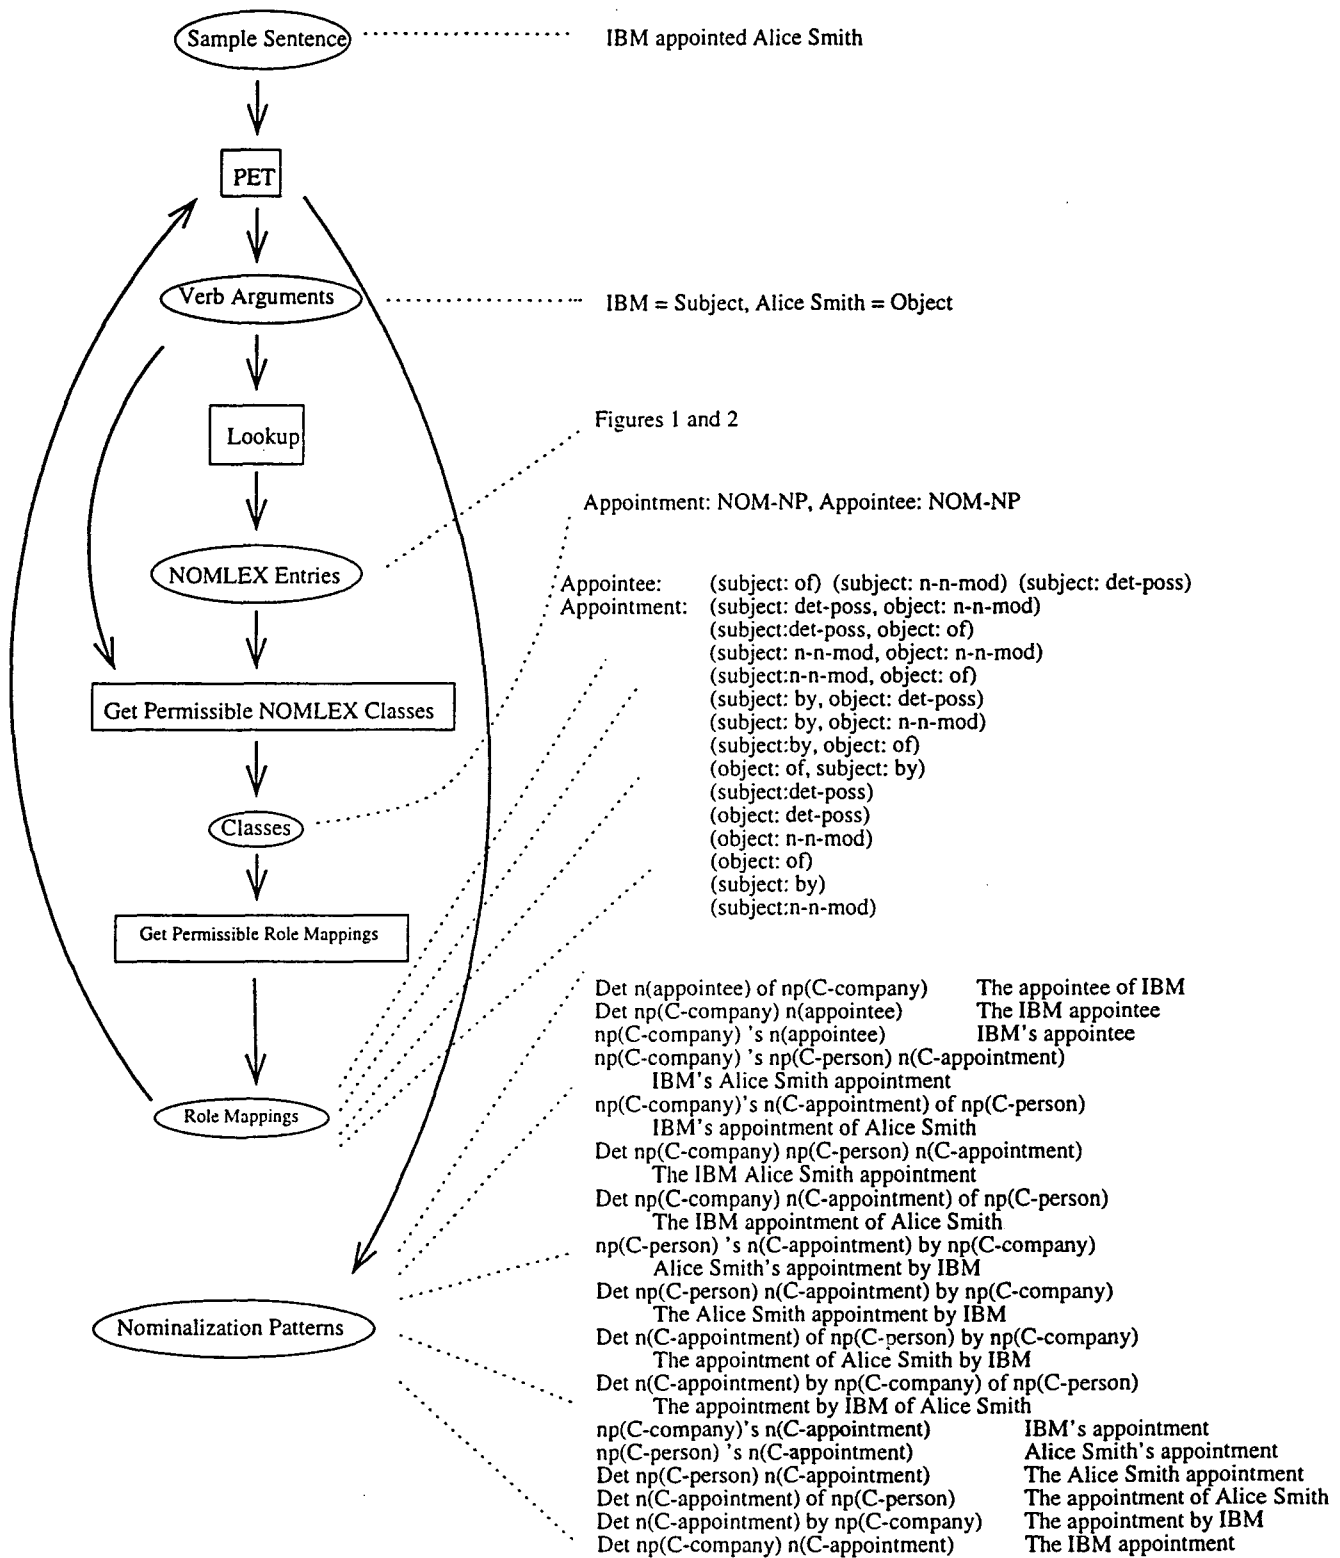 Sample Sentence
IBM appointed Alice Smith
PET
Verb Arguments
IBM = Subject, Alice Smith = Object
Lookup
Figures 1 and 2
Appointment: NOM-NP, Appointee: NOM-NP
NOMLEX Entries
Appointee: (subject: of) (subject: n-n-mod) (subject: det-poss)
Appointment: (subject: det-poss, object: n-n-mod)
(subject:det-poss, object: of)
(subject: n-n-mod, object: n-n-mod)
(subject:n-n-mod, object: of)
(subject: by, object: det-poss)
(subject: by, object: n-n-mod)
(subject:by, object: of)
(object: of, subject: by)
(subject:det-poss)
(object: det-poss)
(object: n-n-mod)
(object: of)
(subject: by)
(subject:n-n-mod)
Get Permissible NOMLEX Classes
Classes
Get Permissible Role Mappings
Role Mappings
Det n(appointee) of np(C-company) The appointee of IBM
Det np(C-company) n(appointee) The IBM appointee
np(C-company) 's n(appointee) IBM's appointee
np(C-company) 's np(C-person) n(C-appointment)
IBM's Alice Smith appointment
np(C-company)'s n(C-appointment) of np(C-person)
IBM's appointment of Alice Smith
Det np(C-company) np(C-person) n(C-appointment)
The IBM Alice Smith appointment
Det np(C-company) n(C-appointment) of np(C-person)
The IBM appointment of Alice Smith
np(C-person) 's n(C-appointment) by np(C-company)
Alice Smith's appointment by IBM
Det np(C-person) n(C-appointment) by np(C-company)
The Alice Smith appointment by IBM
Det n(C-appointment) of np(C-person) by np(C-company)
The appointment of Alice Smith by IBM
Det n(C-appointment) by np(C-company) of np(C-person)
The appointment by IBM of Alice Smith
np(C-company)'s n(C-appointment) IBM's appointment
np(C-person) 's n(C-appointment) Alice Smith's appointment
Det np(C-person) n(C-appointment) The Alice Smith appointment
Det n(C-appointment) of np(C-person) The appointment of Alice Smith
Det n(C-appointment) by np(C-company) The appointment by IBM
Det np(C-company) n(C-appointment) The IBM appointment
Nominalization Patterns